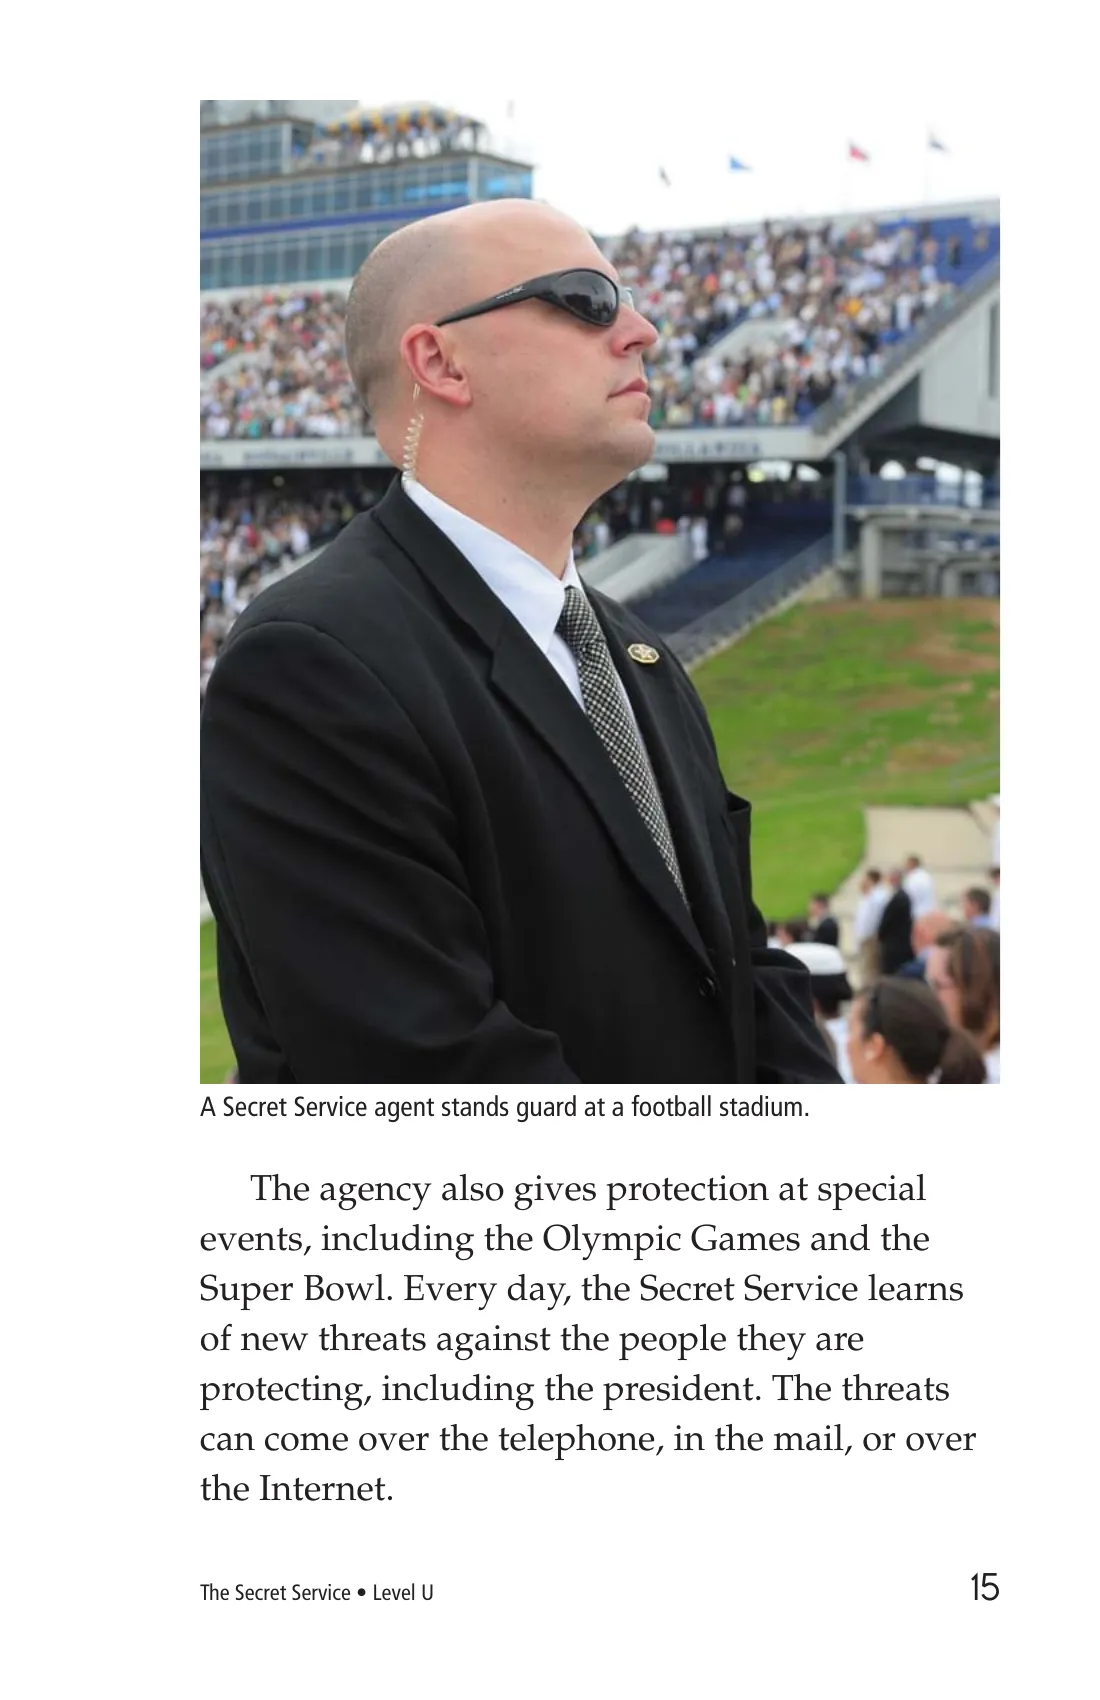 A Secret Service agent stands guard at a football stadium.
The agency also gives protection at special
events, including the Olympic Games and the
Super Bowl. Every day, the Secret Service learns
of new threats against the people they are
protecting, including the president. The threats
can come over the telephone, in the mail, or over
the Internet.
The Secret Service • Level U
15